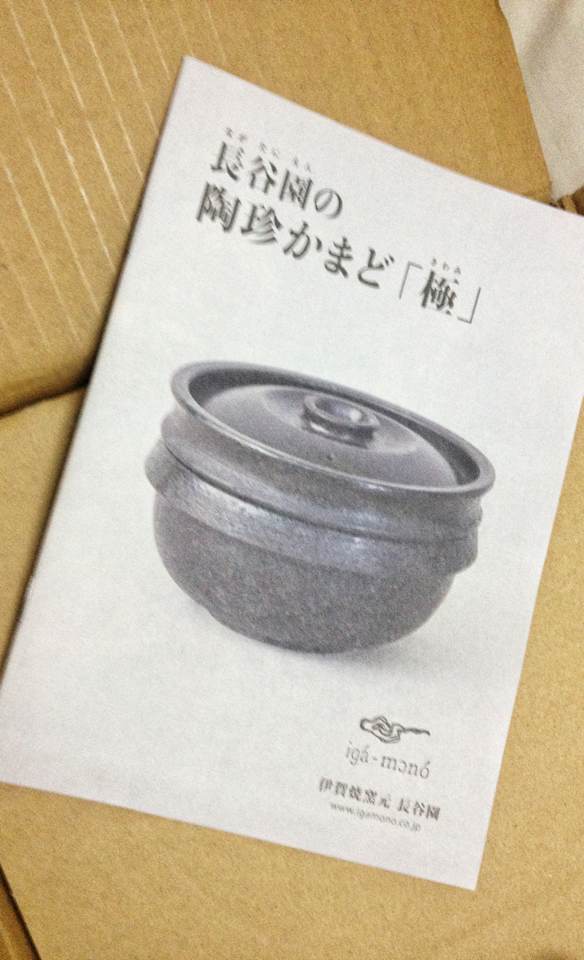 ながたにえん
長谷園の
きわみ
陶珍かまど「極」
igá-mɔnó
伊賀焼窯元 長谷園
www.igamono.co.jp